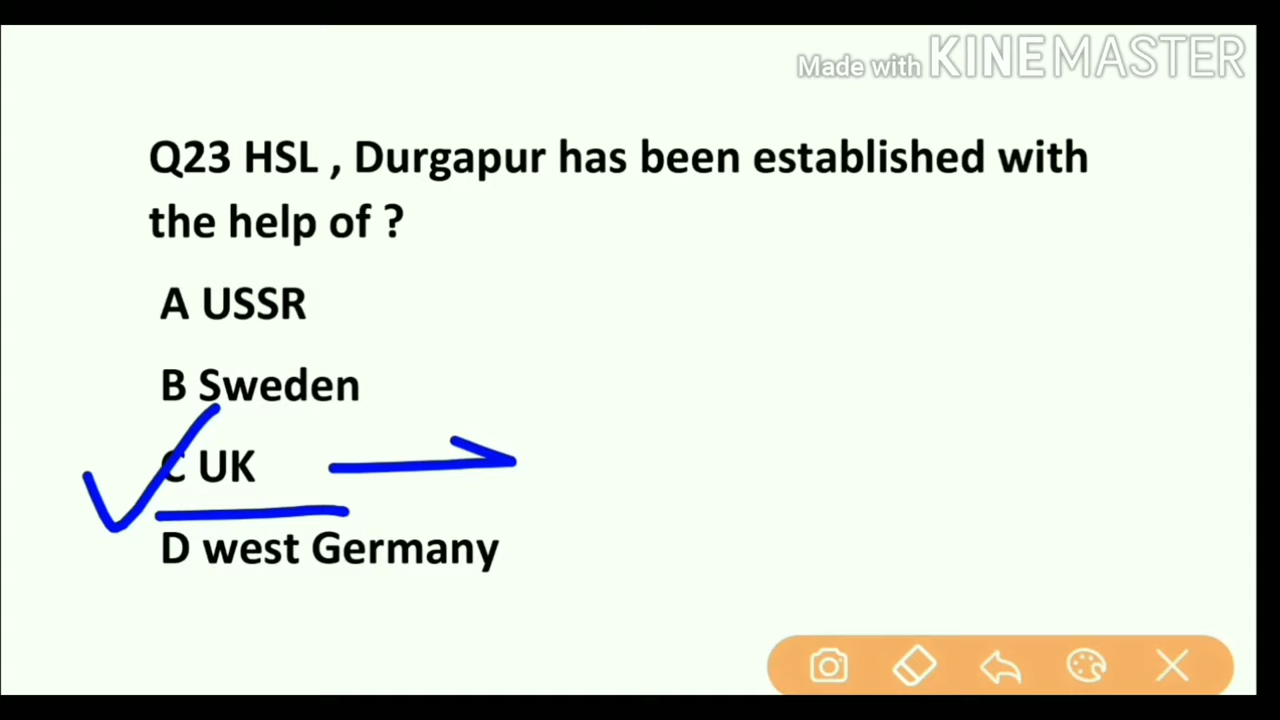 Made with KINEMASTER
Q23 HSL , Durgapur has been established with
the help of ?
A USSR
B Sweden
C UK
D west Germany